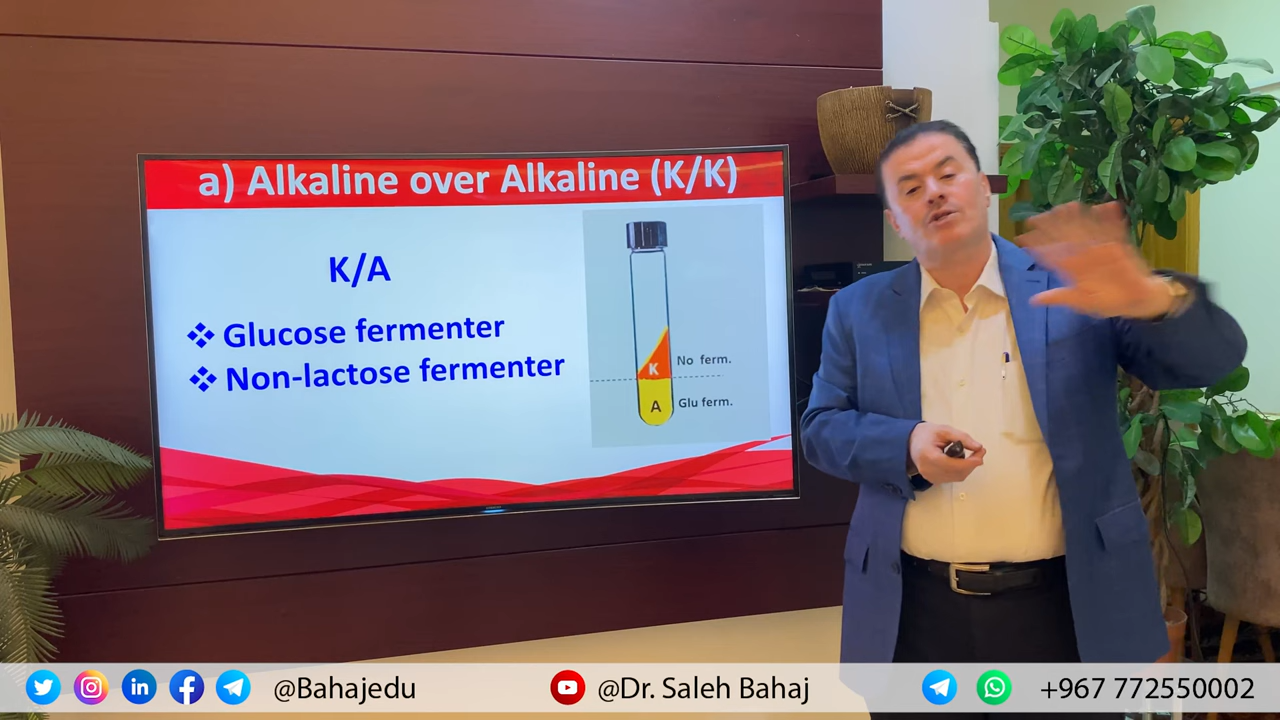 a) Alkaline over Alkaline (K/K)
K/A
❖ Glucose fermenter
❖ Non-lactose fermenter
K
No ferm.
A
Glu ferm.
@Bahajedu
@Dr. Saleh Bahaj
+967 772550002